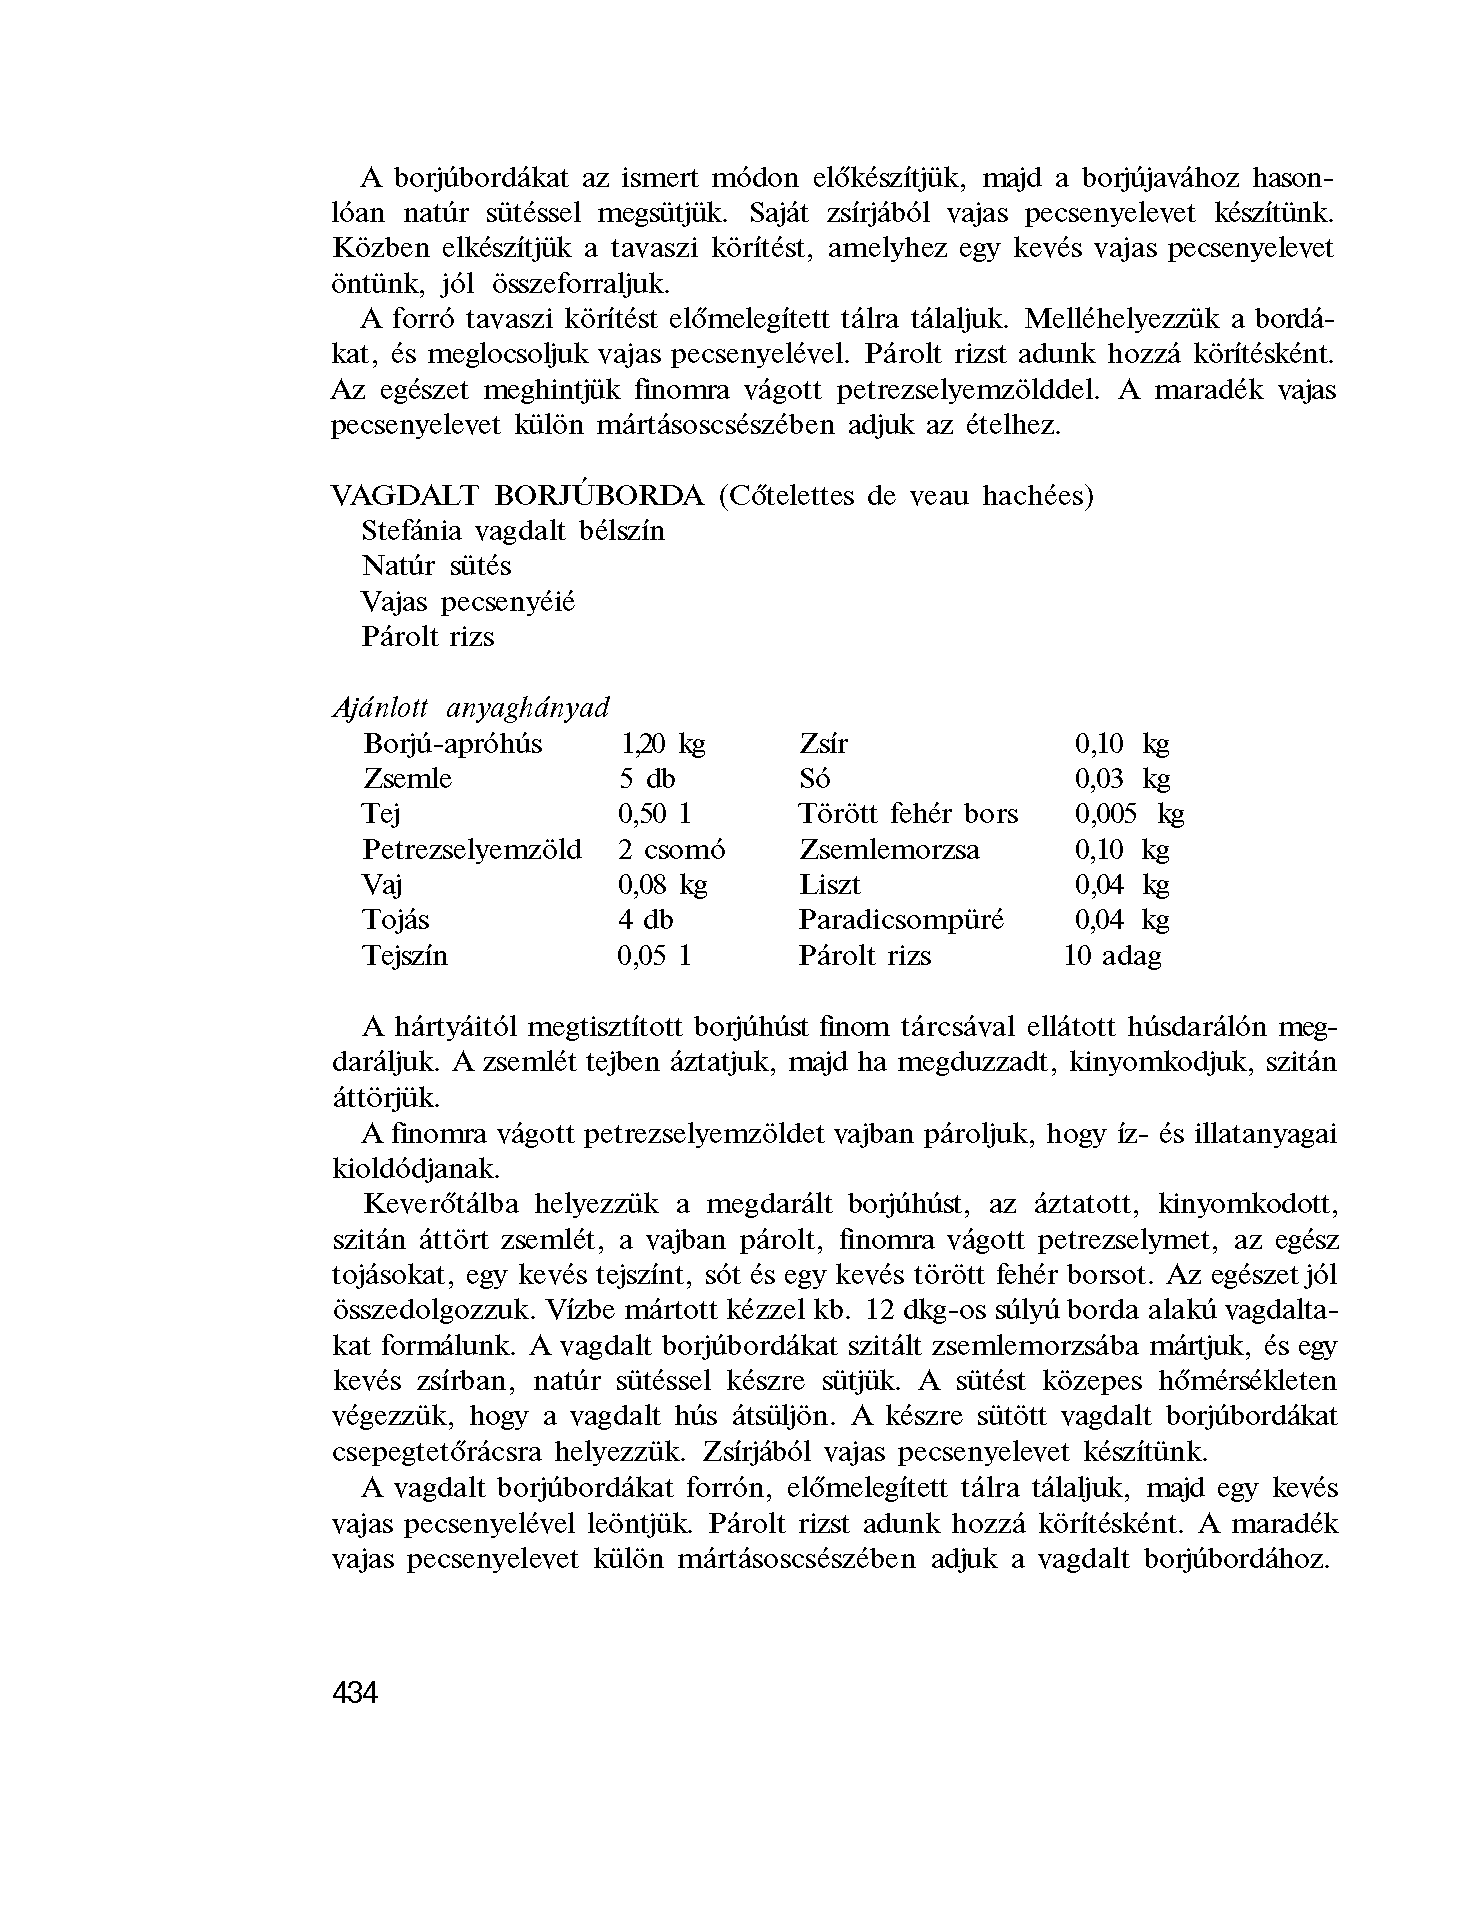 A borjúbordákat az ismert módon előkészítjük, majd a borjújavához hason-
lóan natúr sütéssel megsütjük. Saját zsírjából vajas pecsenyelevet készítünk.
Közben elkészítjük a tavaszi körítést, amelyhez egy kevés vajas pecsenyelevet
öntünk, jól összeforraljuk.
A forró tavaszi körítést előmelegített tálra tálaljuk. Melléhelyezzük a bordá-
kat, és meglocsoljuk vajas pecsenyelével. Párolt rizst adunk hozzá körítésként.
Az egészet meghintjük finomra vágott petrezselyemzölddel. A maradék vajas
pecsenyelevet külön mártásoscsészében adjuk az ételhez.
VAGDALT BORJÚBORDA (Cőtelettes de veau hachées)
Stefánia vagdalt bélszín
Natúr sütés
Vajas pecsenyéié
Párolt rizs
Ajánlott anyaghányad
Borjú-apróhús 1,20 kg Zsír 0,10 kg
Zsemle 5 db Só 0,03 kg
Tej 0,50 l Törött fehér bors 0,005 kg
Petrezselyemzöld 2 csomó Zsemlemorzsa 0,10 kg
Vaj 0,08 kg Liszt 0,04 kg
Tojás 4 db Paradicsompüré 0,04 kg
Tejszín 0,05 l Párolt rizs 10 adag
A hártyáitól megtisztított borjúhúst finom tárcsával ellátott húsdarálón meg-
daráljuk. A zsemlét tejben áztatjuk, majd ha megduzzadt, kinyomkodjuk, szitán
áttörjük.
A finomra vágott petrezselyemzöldet vajban pároljuk, hogy íz- és illatanyagai
kioldódjanak.
Keverőtálba helyezzük a megdarált borjúhúst, az áztatott, kinyomkodott,
szitán áttört zsemlét, a vajban párolt, finomra vágott petrezselymet, az egész
tojásokat, egy kevés tejszínt, sót és egy kevés törött fehér borsot. Az egészet jól
összedolgozzuk. Vízbe mártott kézzel kb. 12 dkg-os súlyú borda alakú vagdalta-
kat formálunk. A vagdalt borjúbordákat szitált zsemlemorzsába mártjuk, és egy
kevés zsírban, natúr sütéssel készre sütjük. A sütést közepes hőmérsékleten
végezzük, hogy a vagdalt hús átsüljön. A készre sütött vagdalt borjúbordákat
csepegtetőrácsra helyezzük. Zsírjából vajas pecsenyelevet készítünk.
A vagdalt borjúbordákat forrón, előmelegített tálra tálaljuk, majd egy kevés
vajas pecsenyelével leöntjük. Párolt rizst adunk hozzá körítésként. A maradék
vajas pecsenyelevet külön mártásoscsészében adjuk a vagdalt borjúbordához.
434